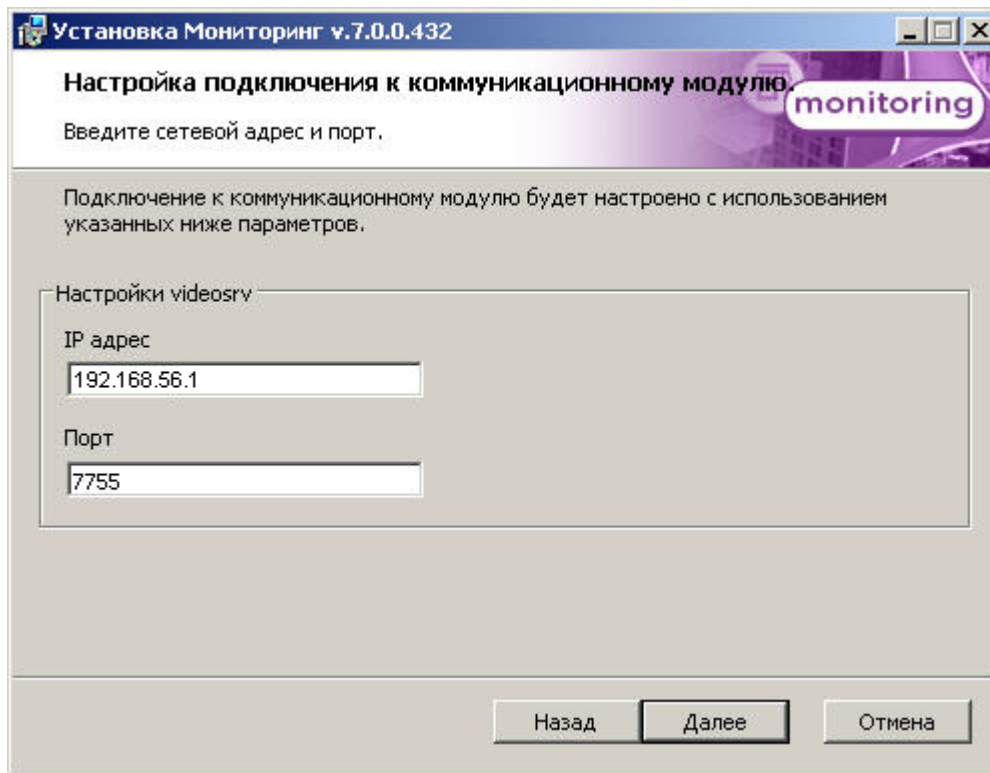 Установка Мониторинг v.7.0.0.432
Настройка подключения к коммуникационному модулю.
monitoring
Введите сетевой адрес и порт.
Подключение к коммуникационному модулю будет настроено с использованием
указанных ниже параметров.
Настройки videosrv
IP адрес
192.168.56.1
Порт
7755
Назад
Далее
Отмена